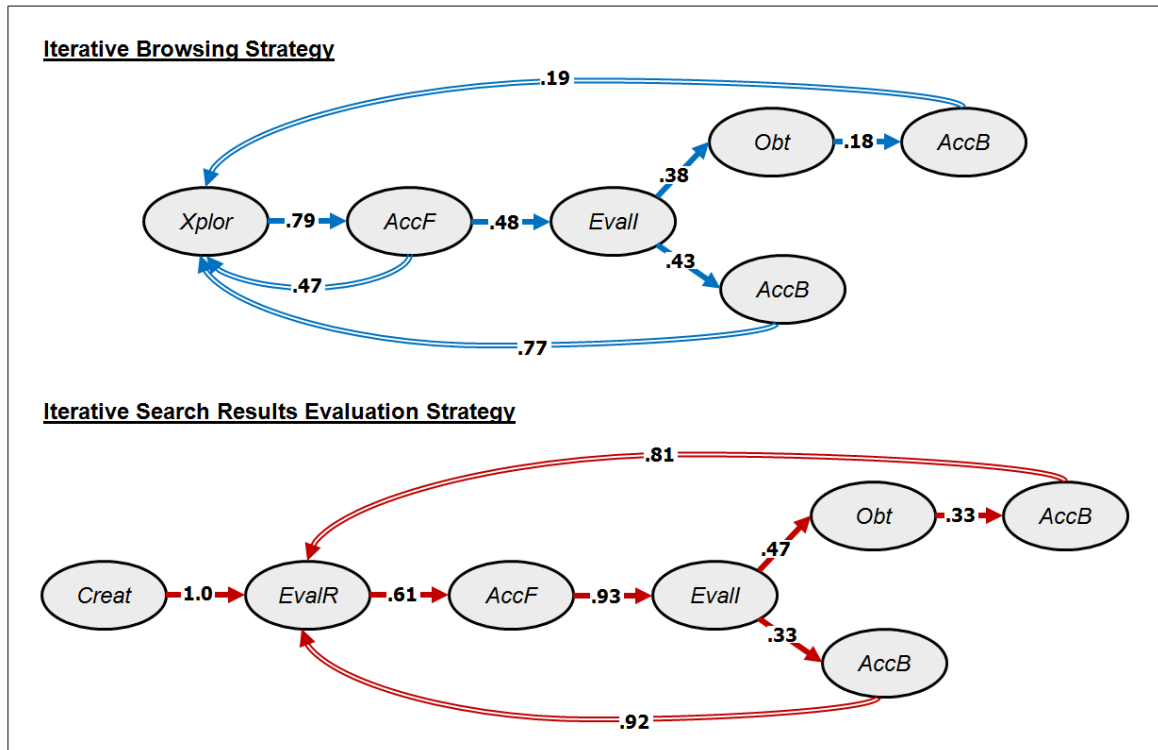 Iterative Browsing Strategy
.19
Obt
.18
AccB
.38
Xplor
.79
AccF
.48
EvalI
.43
.47
AccB
.77
Iterative Search Results Evaluation Strategy
.81
Obt
.33
AccB
.47
Creat
1.0
EvalR
.61
AccF
.93
EvalI
.33
AccB
.92